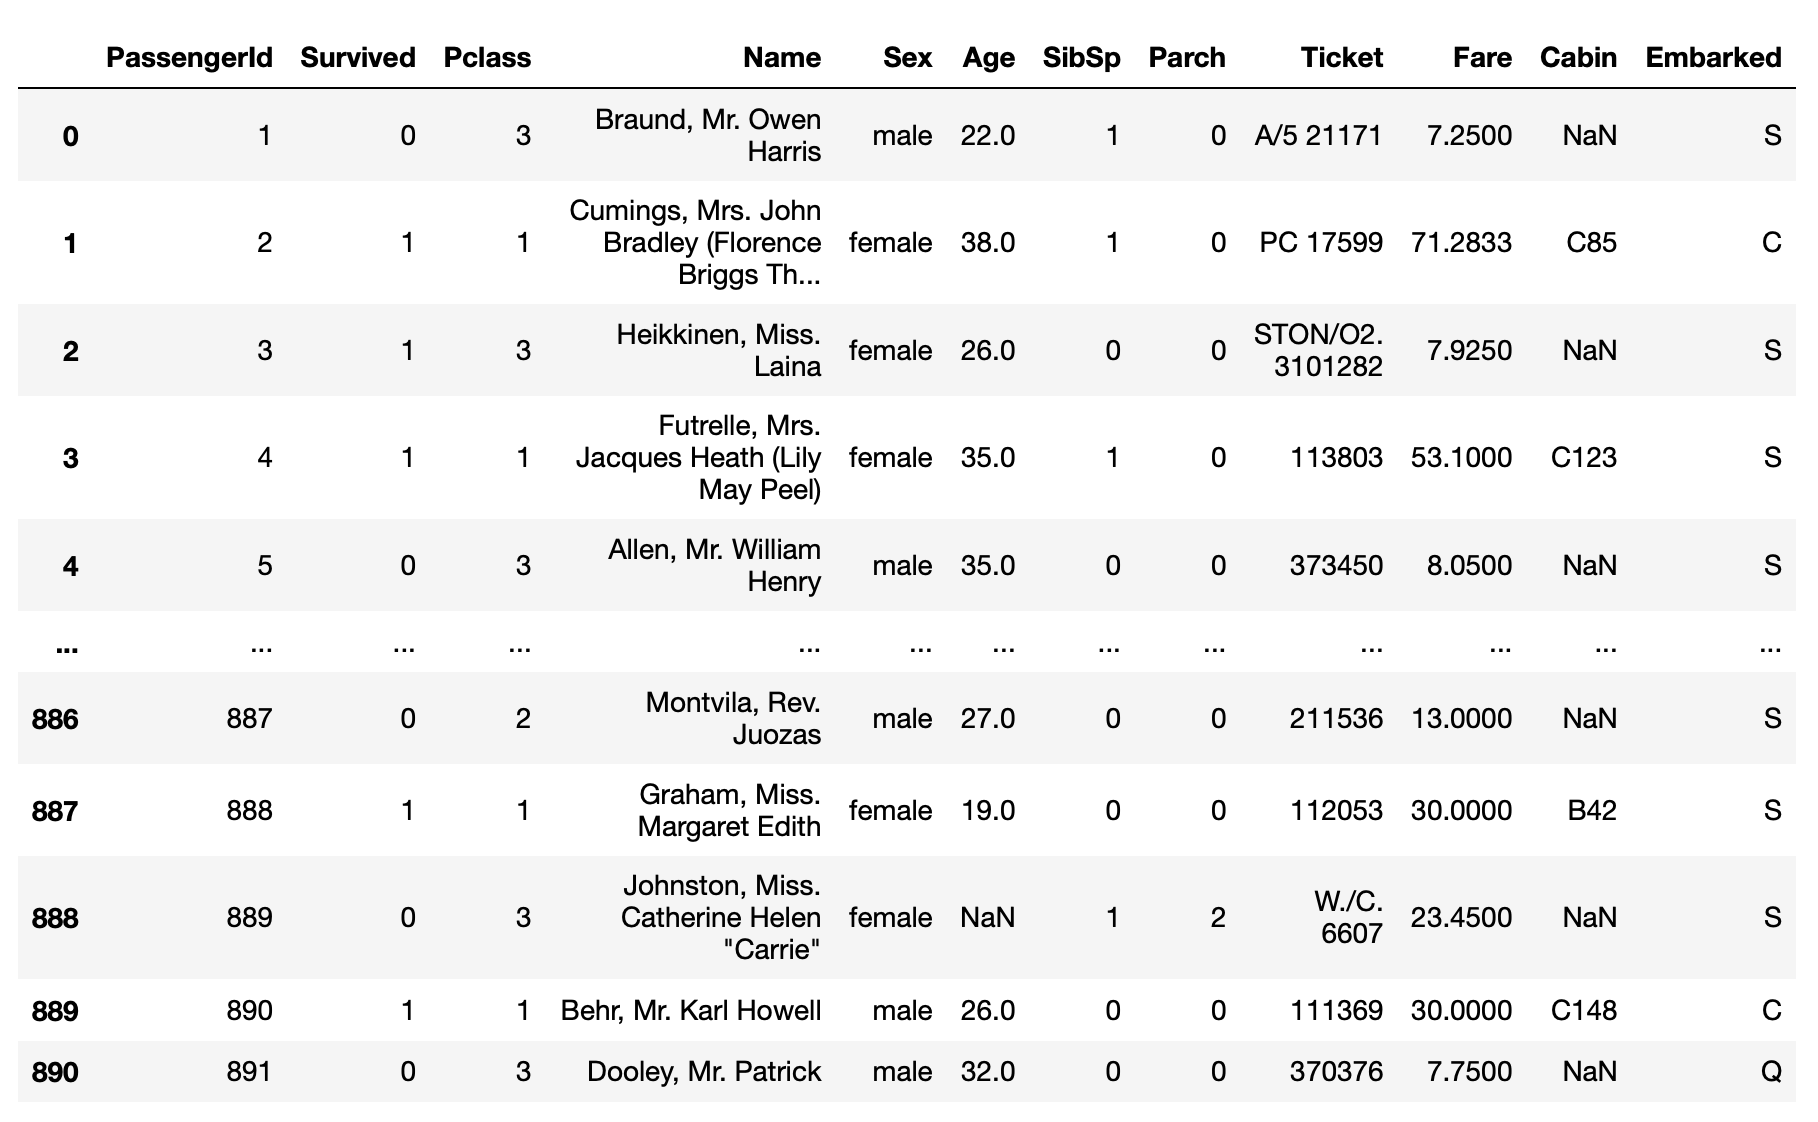 PassengerId Survived Pclass Name Sex Age SibSp Parch Ticket Fare Cabin Embarked
0 1 0 3 Braund, Mr. Owen Harris male 22.0 1 0 A/5 21171 7.2500 NaN S
1 2 1 1 Cumings, Mrs. John Bradley (Florence Briggs Th... female 38.0 1 0 PC 17599 71.2833 C85 C
2 3 1 3 Heikkinen, Miss. Laina female 26.0 0 0 STON/O2. 3101282 7.9250 NaN S
3 4 1 1 Futrelle, Mrs. Jacques Heath (Lily May Peel) female 35.0 1 0 113803 53.1000 C123 S
4 5 0 3 Allen, Mr. William Henry male 35.0 0 0 373450 8.0500 NaN S
... ... ... ... ... ... ... ... ... ... ... ... ...
886 887 0 2 Montvila, Rev. Juozas male 27.0 0 0 211536 13.0000 NaN S
887 888 1 1 Graham, Miss. Margaret Edith female 19.0 0 0 112053 30.0000 B42 S
888 889 0 3 Johnston, Miss. Catherine Helen "Carrie" female NaN 1 2 W./C. 6607 23.4500 NaN S
889 890 1 1 Behr, Mr. Karl Howell male 26.0 0 0 111369 30.0000 C148 C
890 891 0 3 Dooley, Mr. Patrick male 32.0 0 0 370376 7.7500 NaN Q